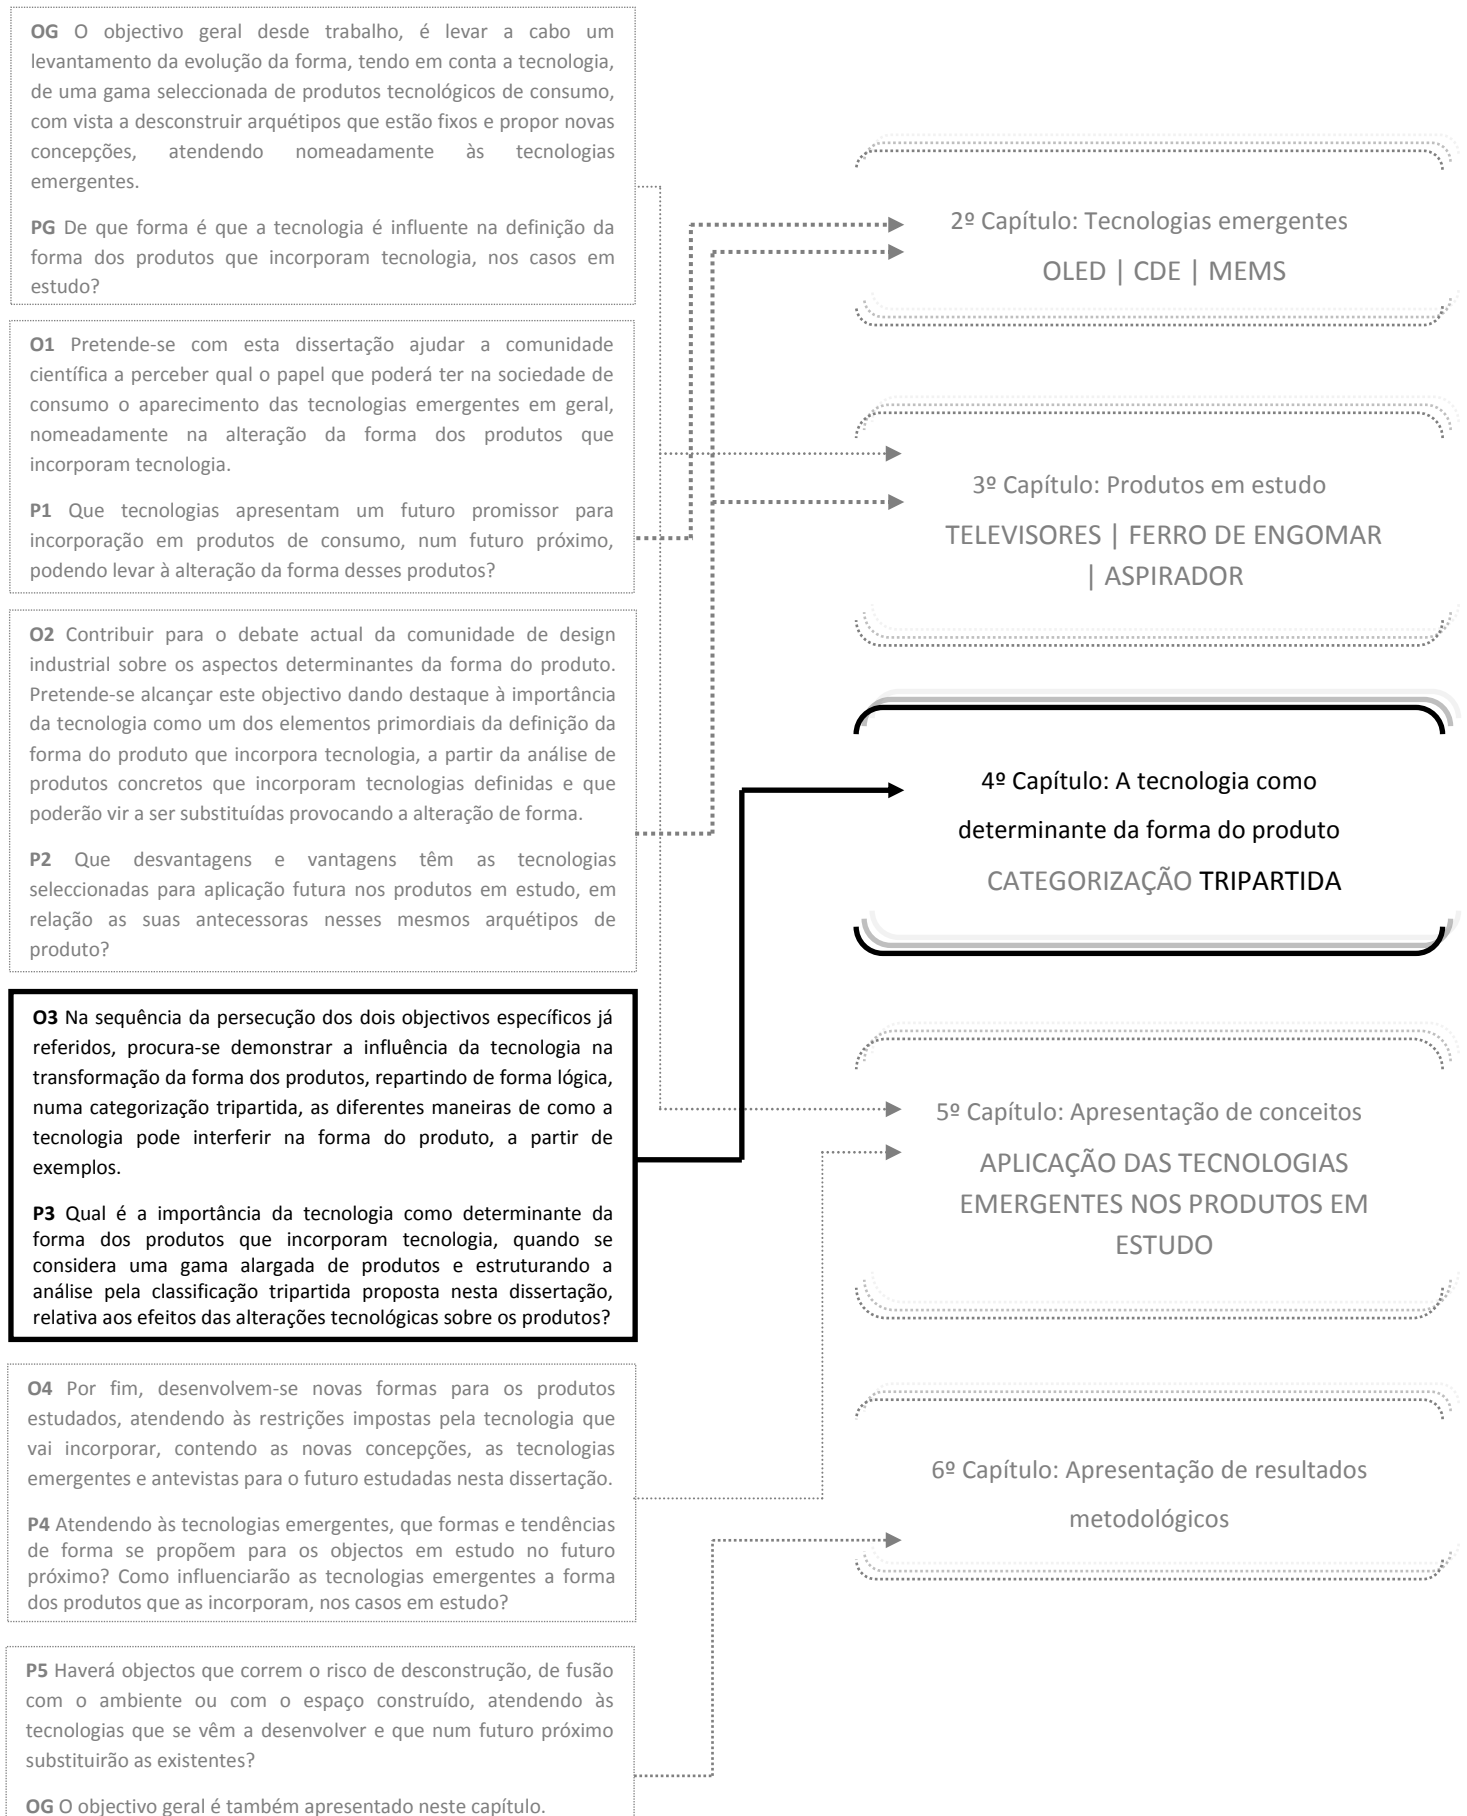 OG O objectivo geral desde trabalho, é levar a cabo um
levantamento da evolução da forma, tendo em conta a tecnologia,
de uma gama seleccionada de produtos tecnológicos de consumo,
com vista a desconstruir arquétipos que estão fixos e propor novas
concepções, atendendo nomeadamente às tecnologias
emergentes.
PG De que forma é que a tecnologia é influente na definição da
forma dos produtos que incorporam tecnologia, nos casos em
estudo?
O1 Pretende-se com esta dissertação ajudar a comunidade
científica a perceber qual o papel que poderá ter na sociedade de
consumo o aparecimento das tecnologias emergentes em geral,
nomeadamente na alteração da forma dos produtos que
incorporam tecnologia.
P1 Que tecnologias apresentam um futuro promissor para
incorporação em produtos de consumo, num futuro próximo,
podendo levar à alteração da forma desses produtos?
O2 Contribuir para o debate actual da comunidade de design
industrial sobre os aspectos determinantes da forma do produto.
Pretende-se alcançar este objectivo dando destaque à importância
da tecnologia como um dos elementos primordiais da definição da
forma do produto que incorpora tecnologia, a partir da análise de
produtos concretos que incorporam tecnologias definidas e que
poderão vir a ser substituídas provocando a alteração de forma.
P2 Que desvantagens e vantagens têm as tecnologias
seleccionadas para aplicação futura nos produtos em estudo, em
relação as suas antecessoras nesses mesmos arquétipos de
produto?
O3 Na sequência da persecução dos dois objectivos específicos já
referidos, procura-se demonstrar a influência da tecnologia na
transformação da forma dos produtos, repartindo de forma lógica,
numa categorização tripartida, as diferentes maneiras de como a
tecnologia pode interferir na forma do produto, a partir de
exemplos.
P3 Qual é a importância da tecnologia como determinante da
forma dos produtos que incorporam tecnologia, quando se
considera uma gama alargada de produtos e estruturando a
análise pela classificação tripartida proposta nesta dissertação,
relativa aos efeitos das alterações tecnológicas sobre os produtos?
O4 Por fim, desenvolvem-se novas formas para os produtos
estudados, atendendo às restrições impostas pela tecnologia que
vai incorporar, contendo as novas concepções, as tecnologias
emergentes e antevistas para o futuro estudadas nesta dissertação.
P4 Atendendo às tecnologias emergentes, que formas e tendências
de forma se propõem para os objectos em estudo no futuro
próximo? Como influenciarão as tecnologias emergentes a forma
dos produtos que as incorporam, nos casos em estudo?
P5 Haverá objectos que correm o risco de desconstrução, de fusão
com o ambiente ou com o espaço construído, atendendo às
tecnologias que se vêm a desenvolver e que num futuro próximo
substituirão as existentes?
OG O objectivo geral é também apresentado neste capítulo.
2º Capítulo: Tecnologias emergentes
OLED | CDE | MEMS
3º Capítulo: Produtos em estudo
TELEVISORES | FERRO DE ENGOMAR
| ASPIRADOR
4º Capítulo: A tecnologia como
determinante da forma do produto
CATEGORIZAÇÃO TRIPARTIDA
5º Capítulo: Apresentação de conceitos
APLICAÇÃO DAS TECNOLOGIAS
EMERGENTES NOS PRODUTOS EM
ESTUDO
6º Capítulo: Apresentação de resultados
metodológicos